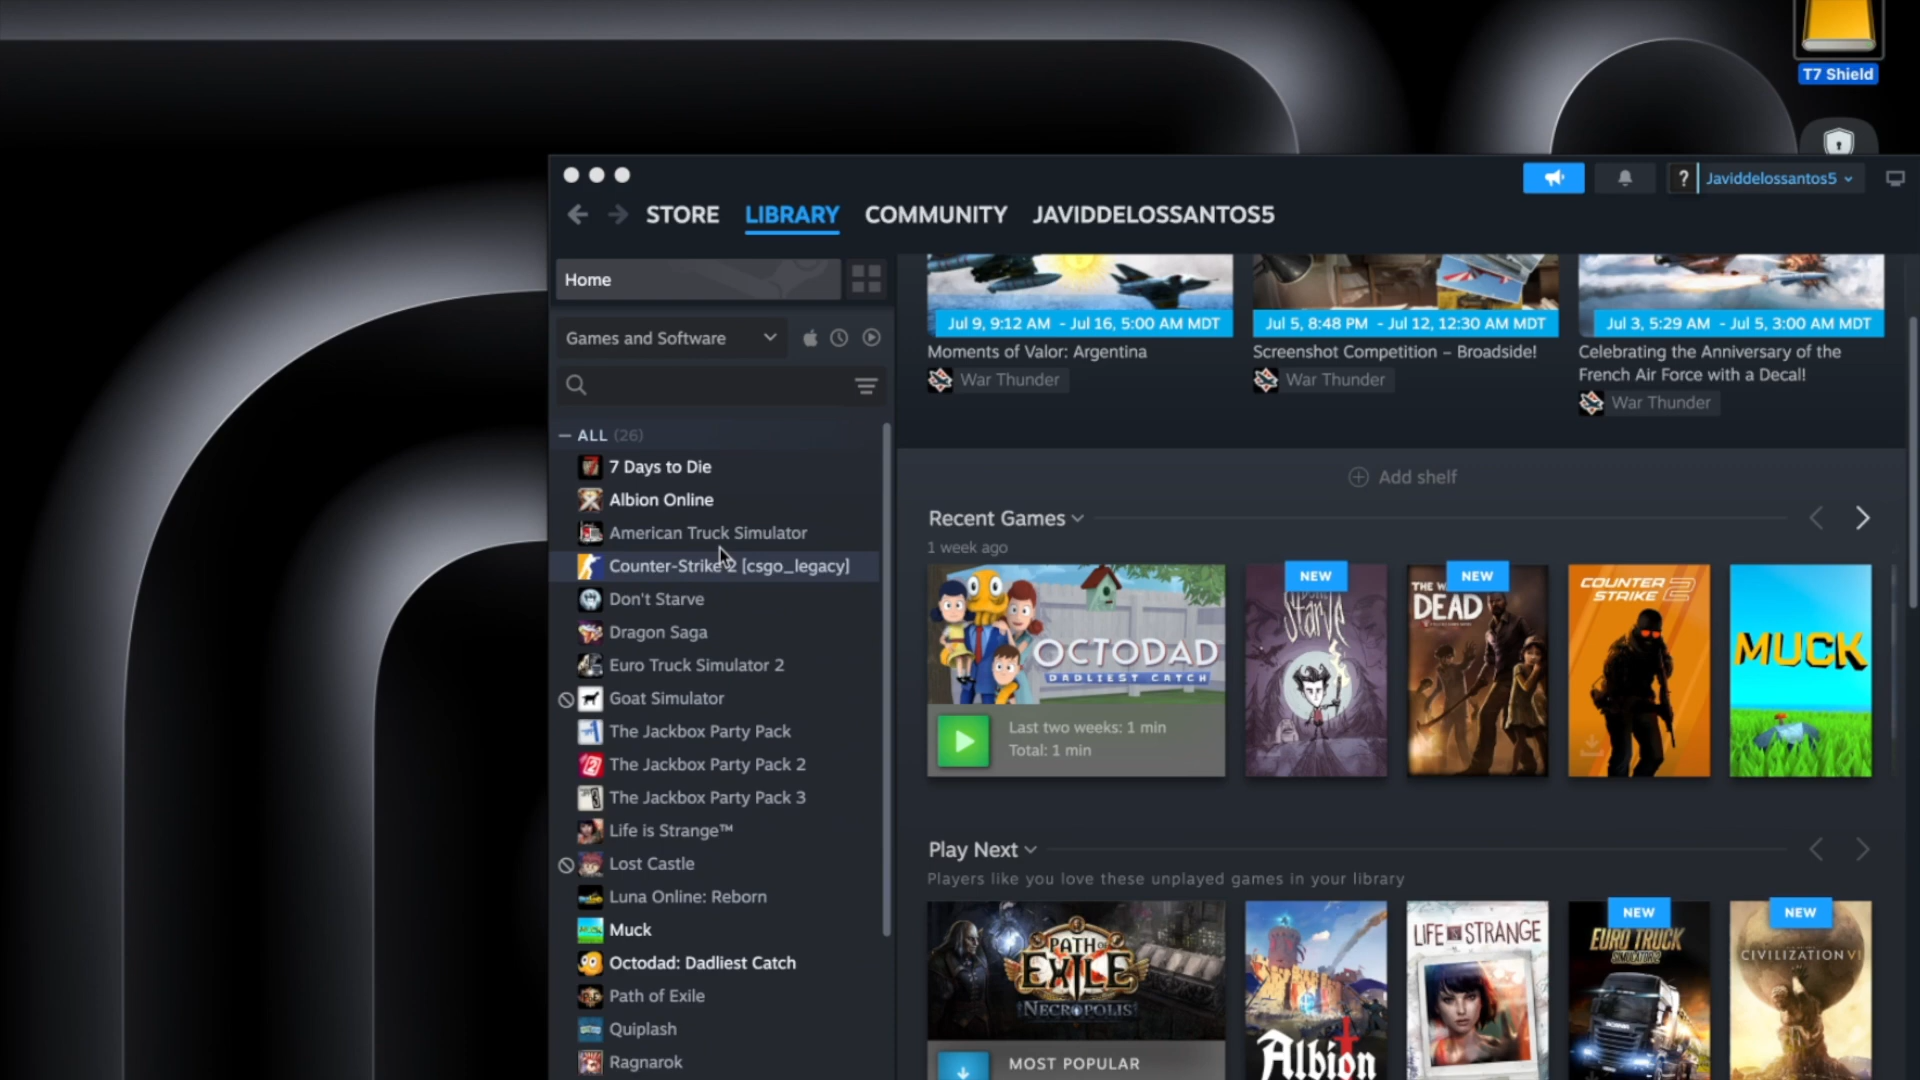 T7 Shield
?
Javiddelossantos5
STORE
LIBRARY
COMMUNITY
JAVIDDELOSSANTOS5
Home
Games and Software
ALL (26)
7 Days to Die
Albion Online
American Truck Simulator
Counter-Strike 2 [csgo_legacy]
Don't Starve
Dragon Saga
Euro Truck Simulator 2
Goat Simulator
The Jackbox Party Pack
The Jackbox Party Pack 2
The Jackbox Party Pack 3
Life is Strange™
Lost Castle
Luna Online: Reborn
Muck
Octodad: Dadliest Catch
Path of Exile
Quiplash
Ragnarok
Jul 9, 9:12 AM - Jul 16, 5:00 AM MDT
Moments of Valor: Argentina
War Thunder
Jul 5, 8:48 PM - Jul 12, 12:30 AM MDT
Screenshot Competition – Broadside!
War Thunder
Jul 3, 5:29 AM - Jul 5, 3:00 AM MDT
Celebrating the Anniversary of the
French Air Force with a Decal!
War Thunder
Add shelf
Recent Games
1 week ago
OCTODAD
DADLIEST CATCH
Last two weeks: 1 min
Total: 1 min
NEW
Starve
NEW
THE
DEAD
COUNTER
STRIKE 2
MUCK
Play Next
Players like you love these unplayed games in your library
PATH OF
EXILE
NECROPOLIS
MOST POPULAR
Albion
LIFE IS STRANGE
NEW
EURO TRUCK
SIMULATOR 2
SCANIA
NEW
CIVILIZATION VI